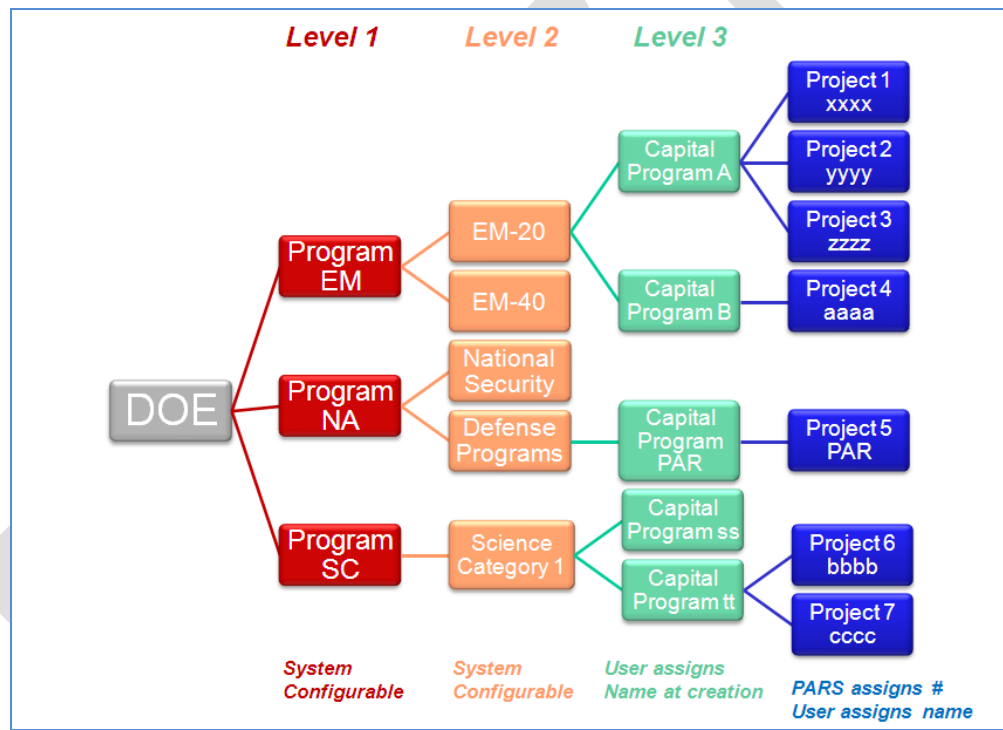 Level 1
Level 2
Level 3
Project 1
xxxx
Capital
Program A
Project 2
yyyy
Project 3
zzzz
EM-20
Program
EM
EM-40
Capital
Program B
Project 4
aaaa
National
Security
DOE
Program
NA
Defense
Programs
Capital
Program
PAR
Project 5
PAR
Program
SC
Science
Category 1
Capital
Program ss
Capital
Program tt
Project 6
bbbb
Project 7
cccc
System
Configurable
System
Configurable
User assigns
Name at creation
PARS assigns #
User assigns name